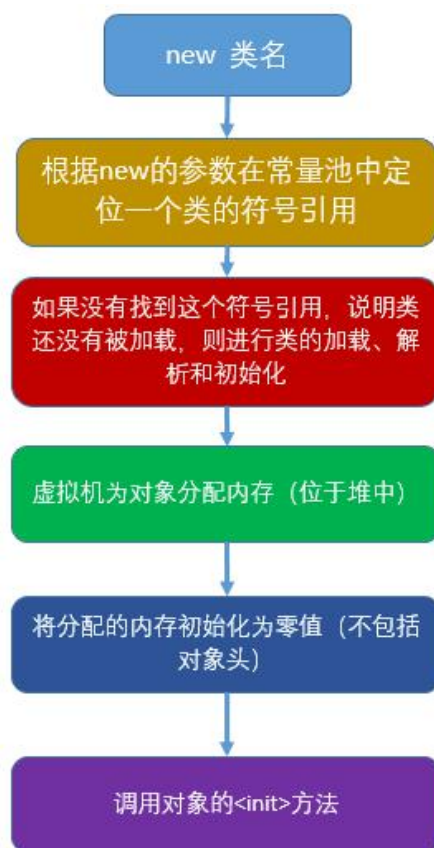 new 类名
根据new的参数在常量池中定
位一个类的符号引用
如果没有找到这个符号引用，说明类
还没有被加载，则进行类的加载、解
析和初始化
虚拟机为对象分配内存（位于堆中）
将分配的内存初始化为零值（不包括
对象头）
调用对象的<init>方法